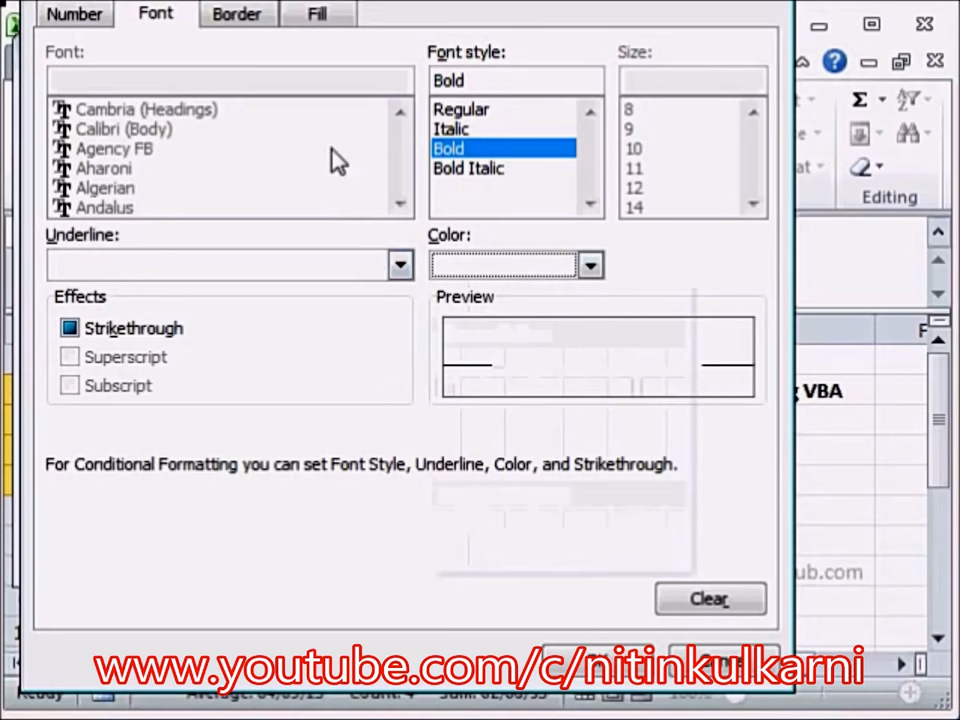 Number Font Border Fill
Font: Font style: Size:
Bold
Cambria (Headings) Regular 8
Calibri (Body) Italic 9
Agency FB Bold 10
Aharoni Bold Italic 11
Algerian 12
Andalus 14
Editing
Underline: Color:
Effects Preview
Strikethrough
Superscript
Subscript
VBA
For Conditional Formatting you can set Font Style, Underline, Color, and Strikethrough.
ub.com
Clear
www.youtube.com/c/nitinkulkarni